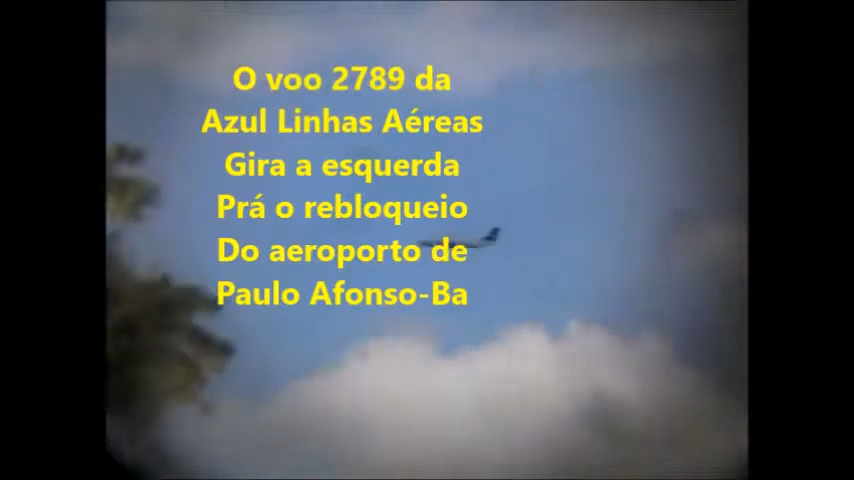 O voo 2789 da
Azul Linhas Aéreas
Gira a esquerda
Prá o rebloqueio
Do aeroporto de
Paulo Afonso-Ba